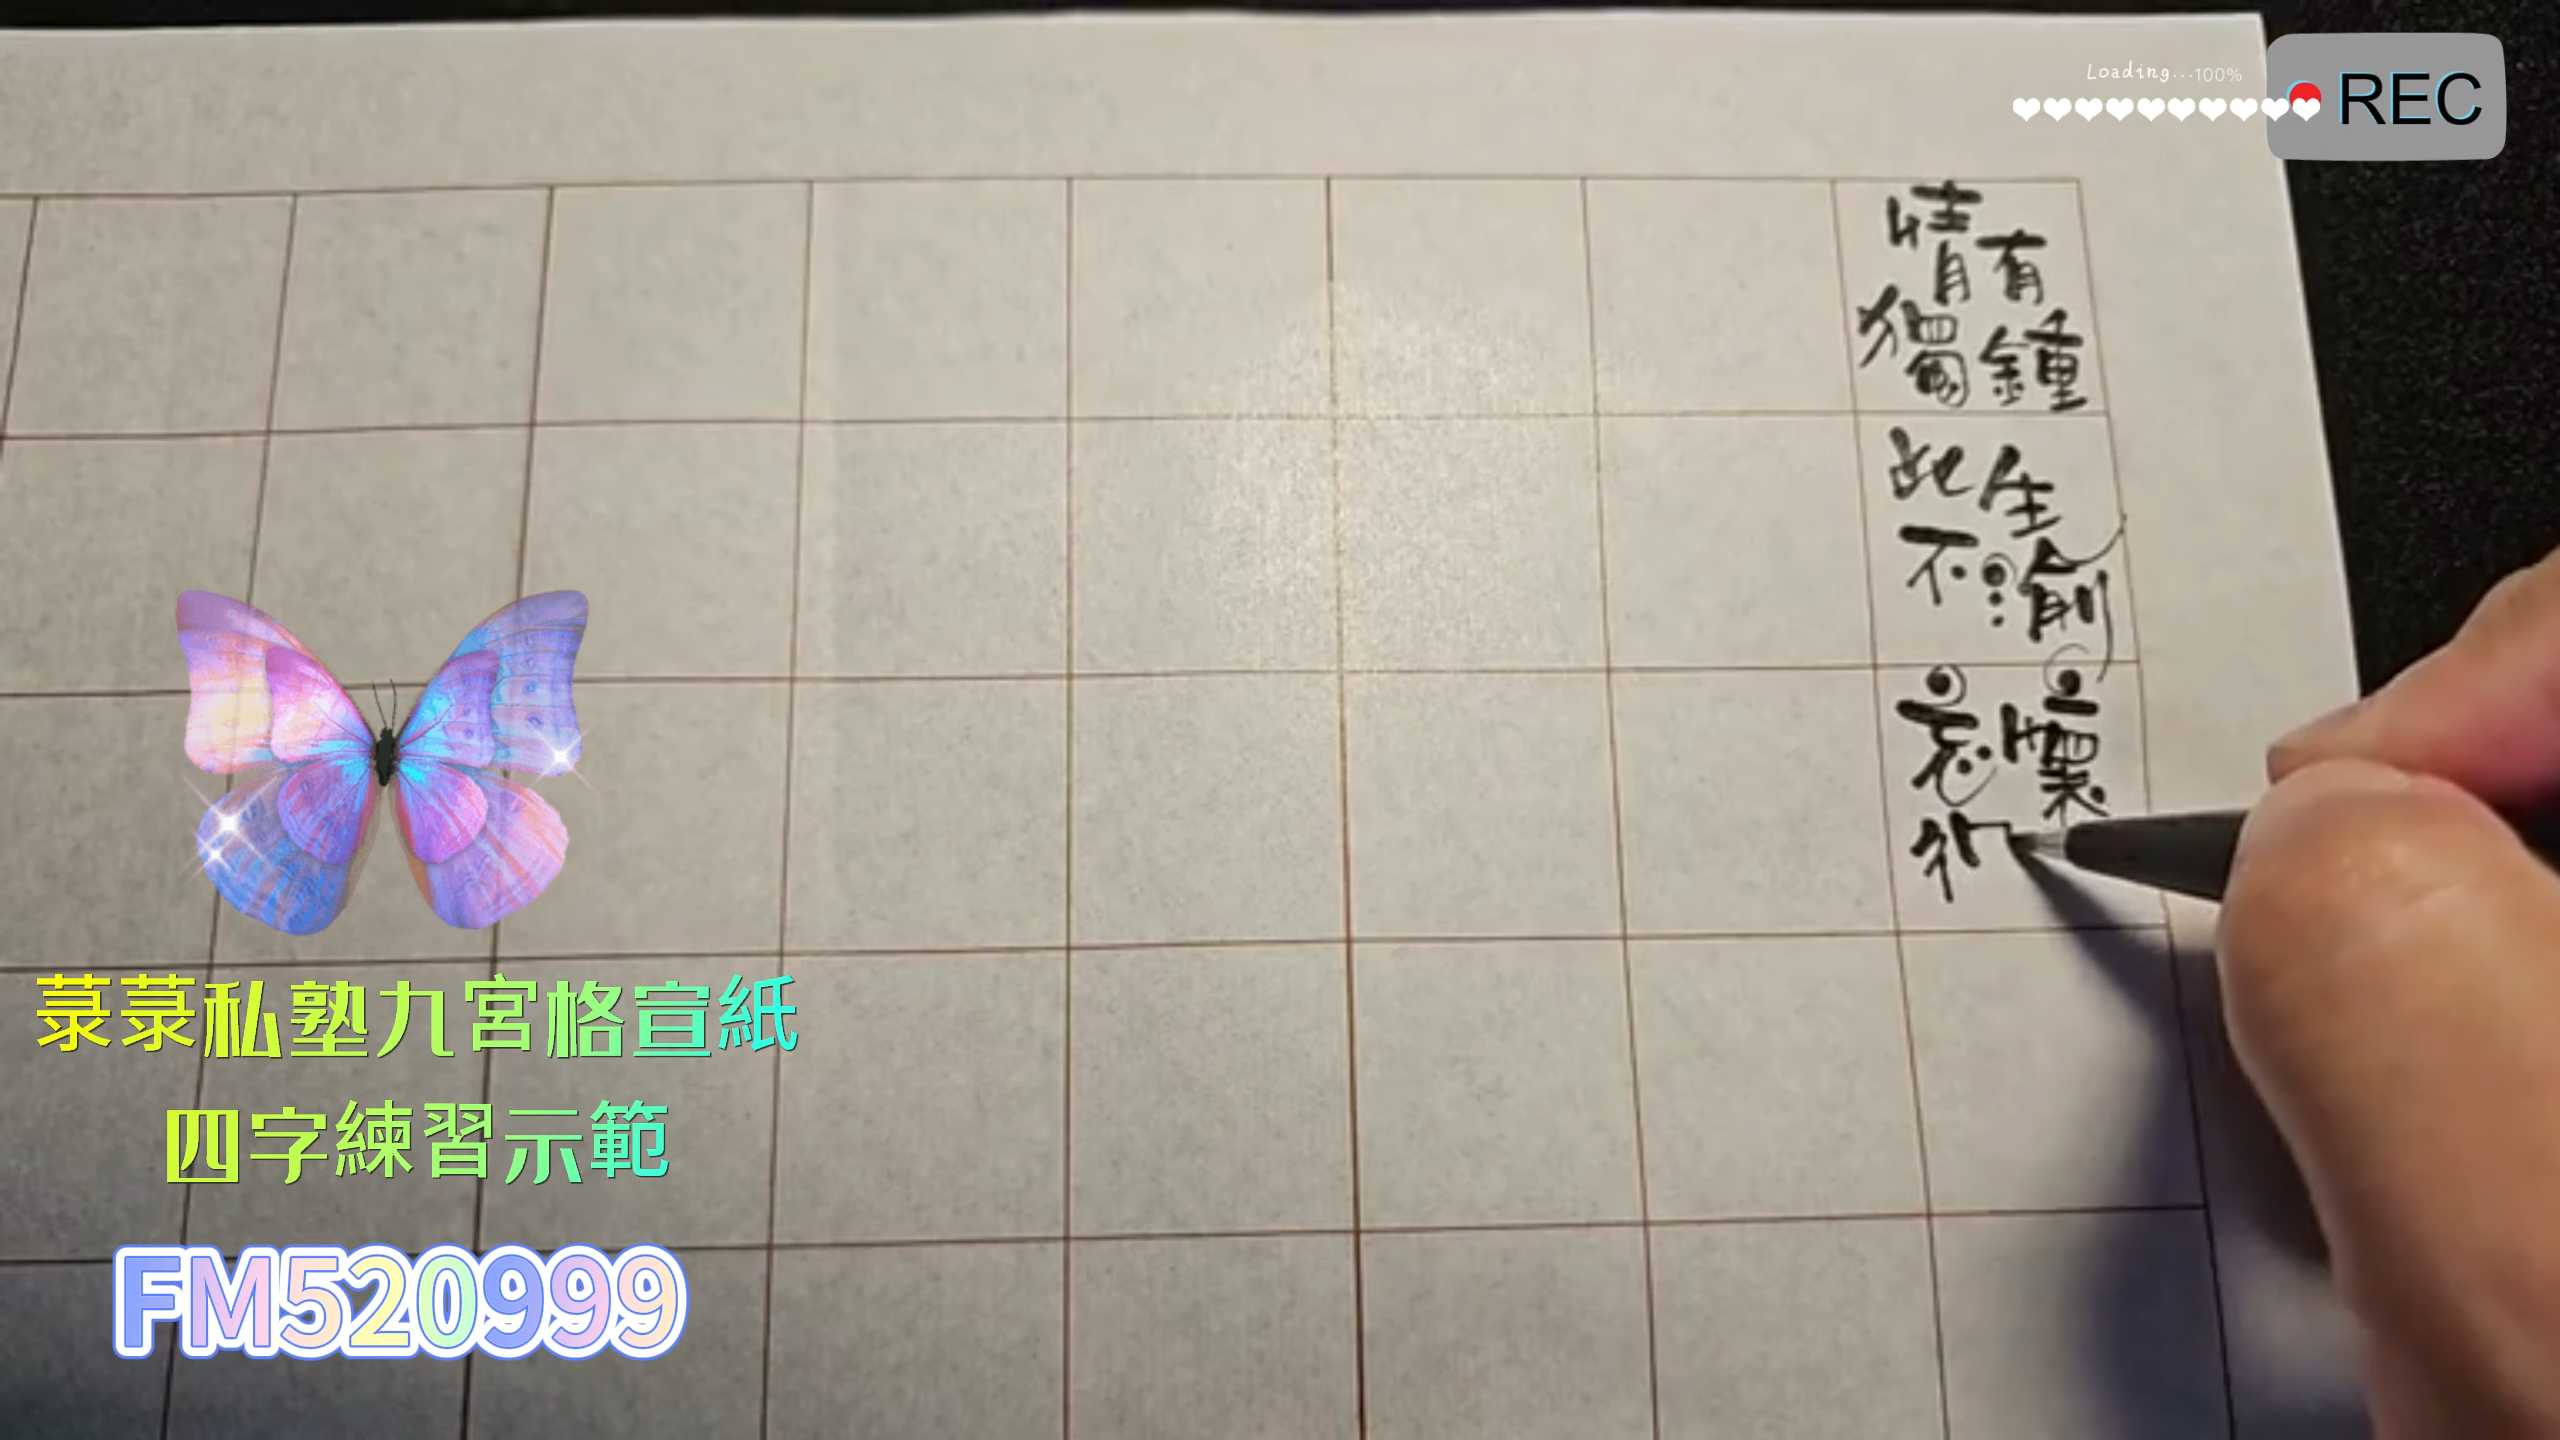 Loading...100%
REC
情有
獨鍾
此生
不渝
衷懷
菉菉私塾九宮格宣紙
四字練習示範
FM520999